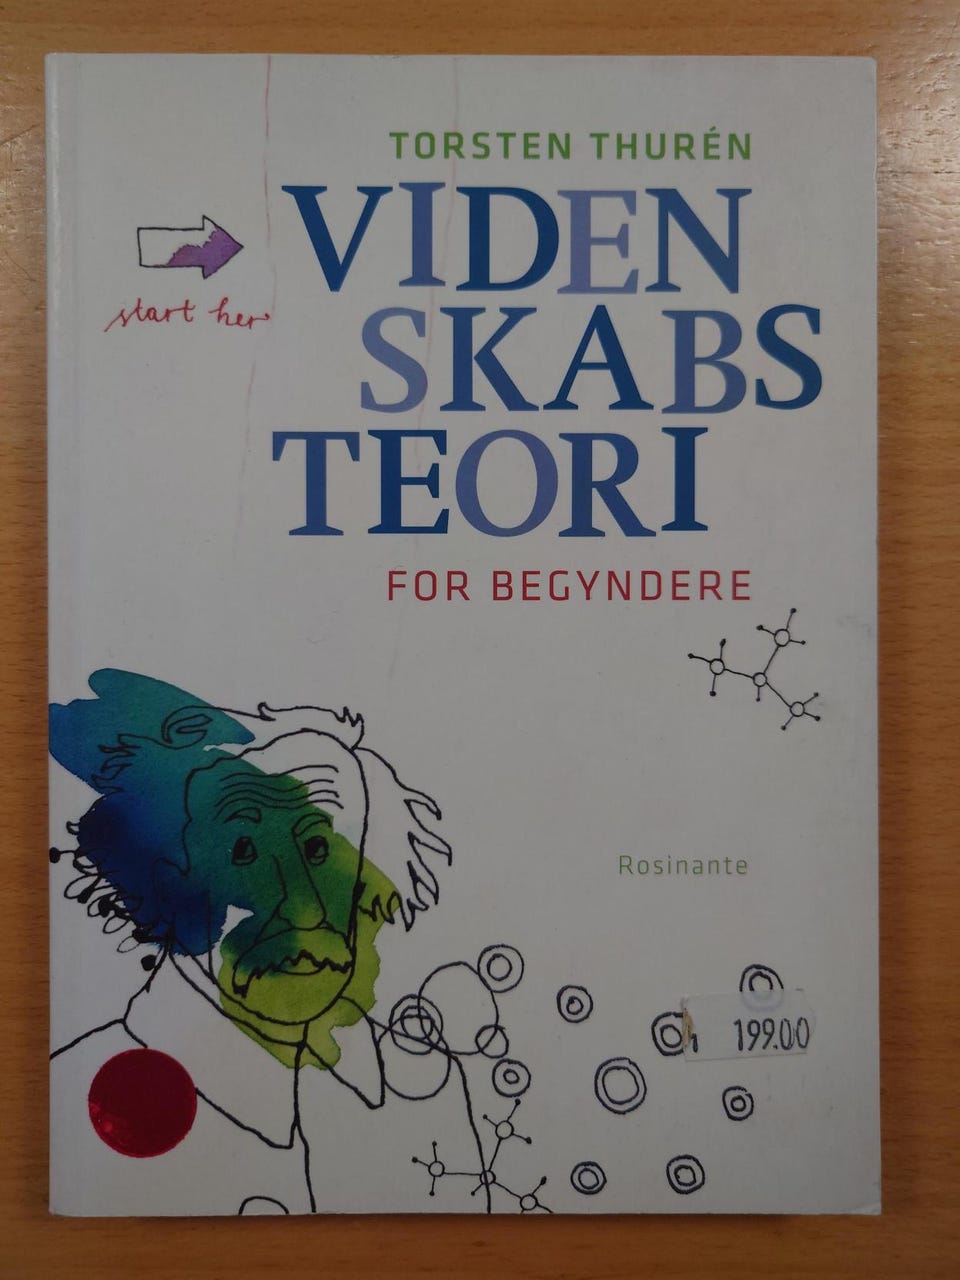 TORSTEN THURÉN
VIDEN
start her
SKABS
TEORI
FOR BEGYNDERE
Rosinante
199.00